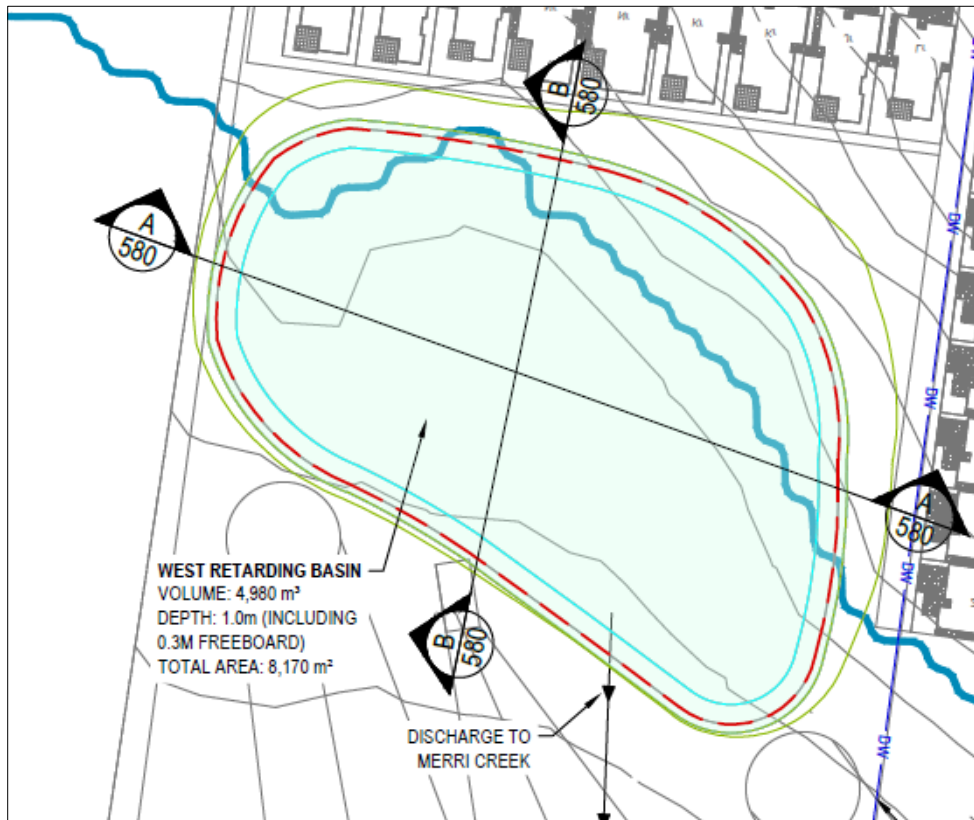 B
580
A
580
DW
DW
A
580
DW
WEST RETARDING BASIN
VOLUME: 4,980 m³
DEPTH: 1.0m (INCLUDING
0.3M FREEBOARD)
TOTAL AREA: 8,170 m²
B
580
DISCHARGE TO
MERRI CREEK
DW